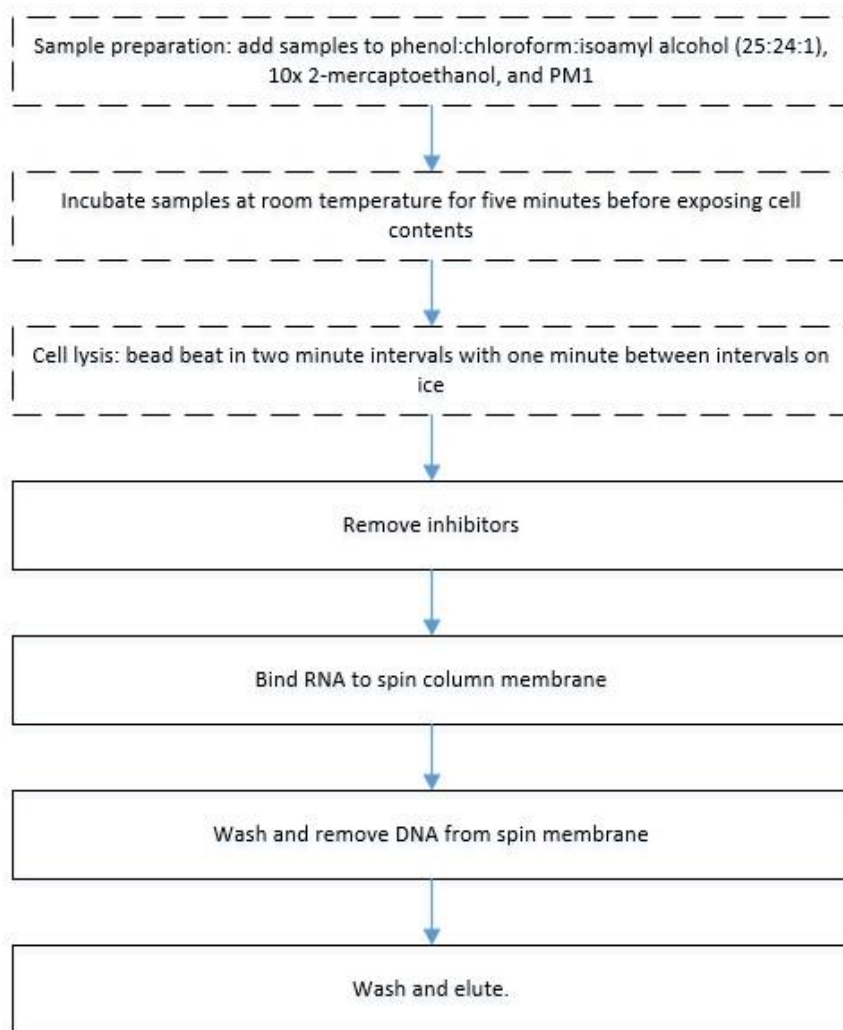 Sample preparation: add samples to phenol:chloroform:isoamyl alcohol (25:24:1),
10x 2-mercaptoethanol, and PM1
Incubate samples at room temperature for five minutes before exposing cell
contents
Cell lysis: bead beat in two minute intervals with one minute between intervals on
ice
Remove inhibitors
Bind RNA to spin column membrane
Wash and remove DNA from spin membrane
Wash and elute.